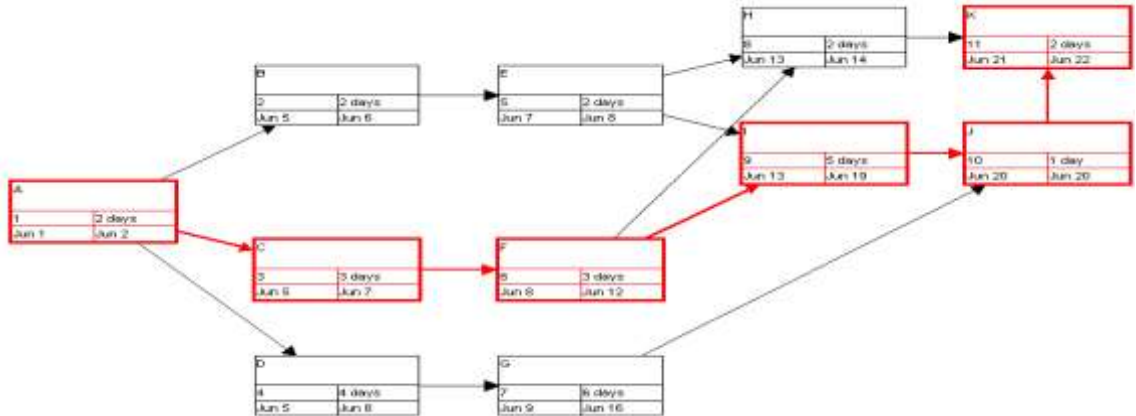 H
8 2 days
Jun 13 Jun 14
K
11 2 days
Jun 21 Jun 22
B
2 2 days
Jun 5 Jun 6
E
5 2 days
Jun 7 Jun 8
I
9 5 days
Jun 13 Jun 19
J
10 1 day
Jun 20 Jun 20
A
1 2 days
Jun 1 Jun 2
C
3 3 days
Jun 5 Jun 7
F
6 3 days
Jun 8 Jun 12
D
4 4 days
Jun 5 Jun 8
G
7 6 days
Jun 9 Jun 16